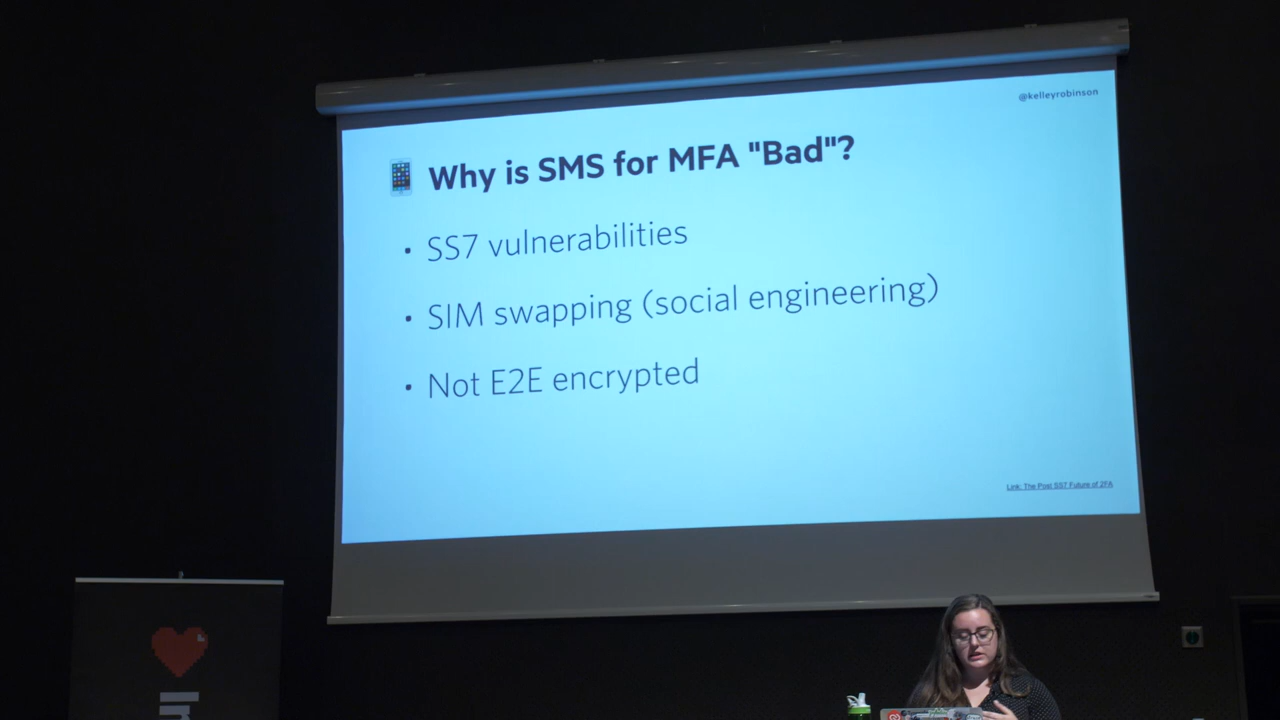 @kelleyrobinson
Why is SMS for MFA "Bad"?
• SS7 vulnerabilities
• SIM swapping (social engineering)
• Not E2E encrypted
Link: The Post SS7 Future of 2FA